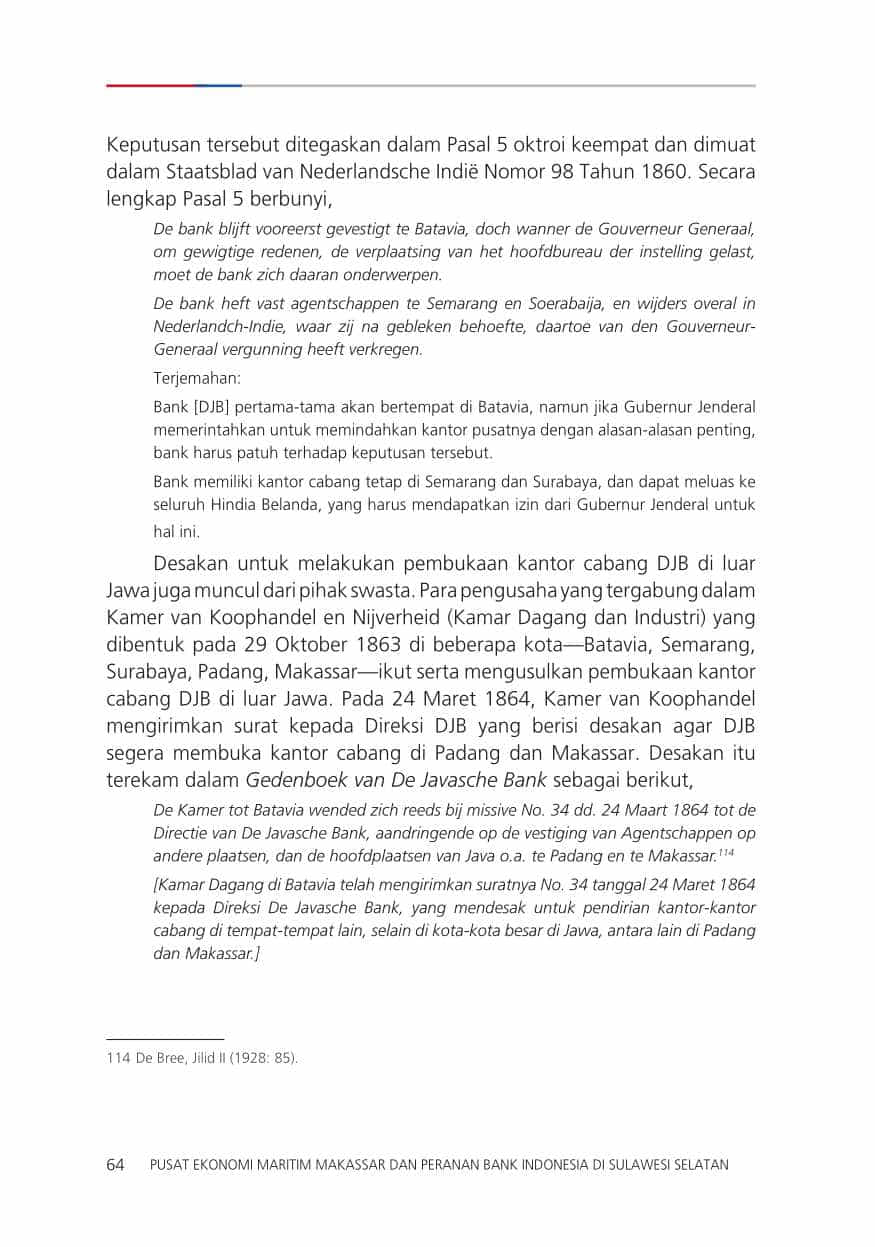 Keputusan tersebut ditegaskan dalam Pasal 5 oktroi keempat dan dimuat
dalam Staatsblad van Nederlandsche Indië Nomor 98 Tahun 1860. Secara
lengkap Pasal 5 berbunyi,
De bank blijft vooreerst gevestigt te Batavia, doch wanner de Gouverneur Generaal,
om gewigtige redenen, de verplaatsing van het hoofdbureau der instelling gelast,
moet de bank zich daaran onderwerpen.
De bank heft vast agentschappen te Semarang en Soerabaija, en wijders overal in
Nederlandch-Indie, waar zij na gebleken behoefte, daartoe van den Gouverneur-
Generaal vergunning heeft verkregen.
Terjemahan:
Bank [DJB] pertama-tama akan bertempat di Batavia, namun jika Gubernur Jenderal
memerintahkan untuk memindahkan kantor pusatnya dengan alasan-alasan penting,
bank harus patuh terhadap keputusan tersebut.
Bank memiliki kantor cabang tetap di Semarang dan Surabaya, dan dapat meluas ke
seluruh Hindia Belanda, yang harus mendapatkan izin dari Gubernur Jenderal untuk
hal ini.
Desakan untuk melakukan pembukaan kantor cabang DJB di luar
Jawa juga muncul dari pihak swasta. Para pengusaha yang tergabung dalam
Kamer van Koophandel en Nijverheid (Kamar Dagang dan Industri) yang
dibentuk pada 29 Oktober 1863 di beberapa kota—Batavia, Semarang,
Surabaya, Padang, Makassar—ikut serta mengusulkan pembukaan kantor
cabang DJB di luar Jawa. Pada 24 Maret 1864, Kamer van Koophandel
mengirimkan surat kepada Direksi DJB yang berisi desakan agar DJB
segera membuka kantor cabang di Padang dan Makassar. Desakan itu
terekam dalam Gedenboek van De Javasche Bank sebagai berikut,
De Kamer tot Batavia wended zich reeds bij missive No. 34 dd. 24 Maart 1864 tot de
Directie van De Javasche Bank, aandringende op de vestiging van Agentschappen op
andere plaatsen, dan de hoofdplaatsen van Java o.a. te Padang en te Makassar.114
[Kamar Dagang di Batavia telah mengirimkan suratnya No. 34 tanggal 24 Maret 1864
kepada Direksi De Javasche Bank, yang mendesak untuk pendirian kantor-kantor
cabang di tempat-tempat lain, selain di kota-kota besar di Jawa, antara lain di Padang
dan Makassar.]
114 De Bree, Jilid II (1928: 85).
64 PUSAT EKONOMI MARITIM MAKASSAR DAN PERANAN BANK INDONESIA DI SULAWESI SELATAN